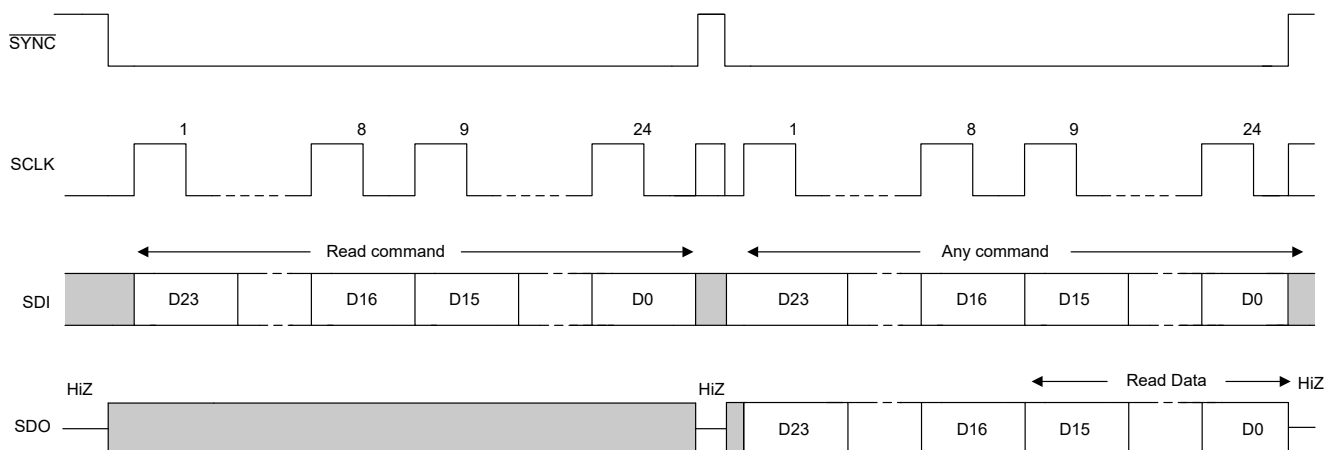 SYNC
1 8 9 24 1 8 9 24
SCLK
Read command Any command
SDI D23 D16 D15 D0 D23 D16 D15 D0
HiZ HiZ Read Data HiZ
SDO D23 D16 D15 D0